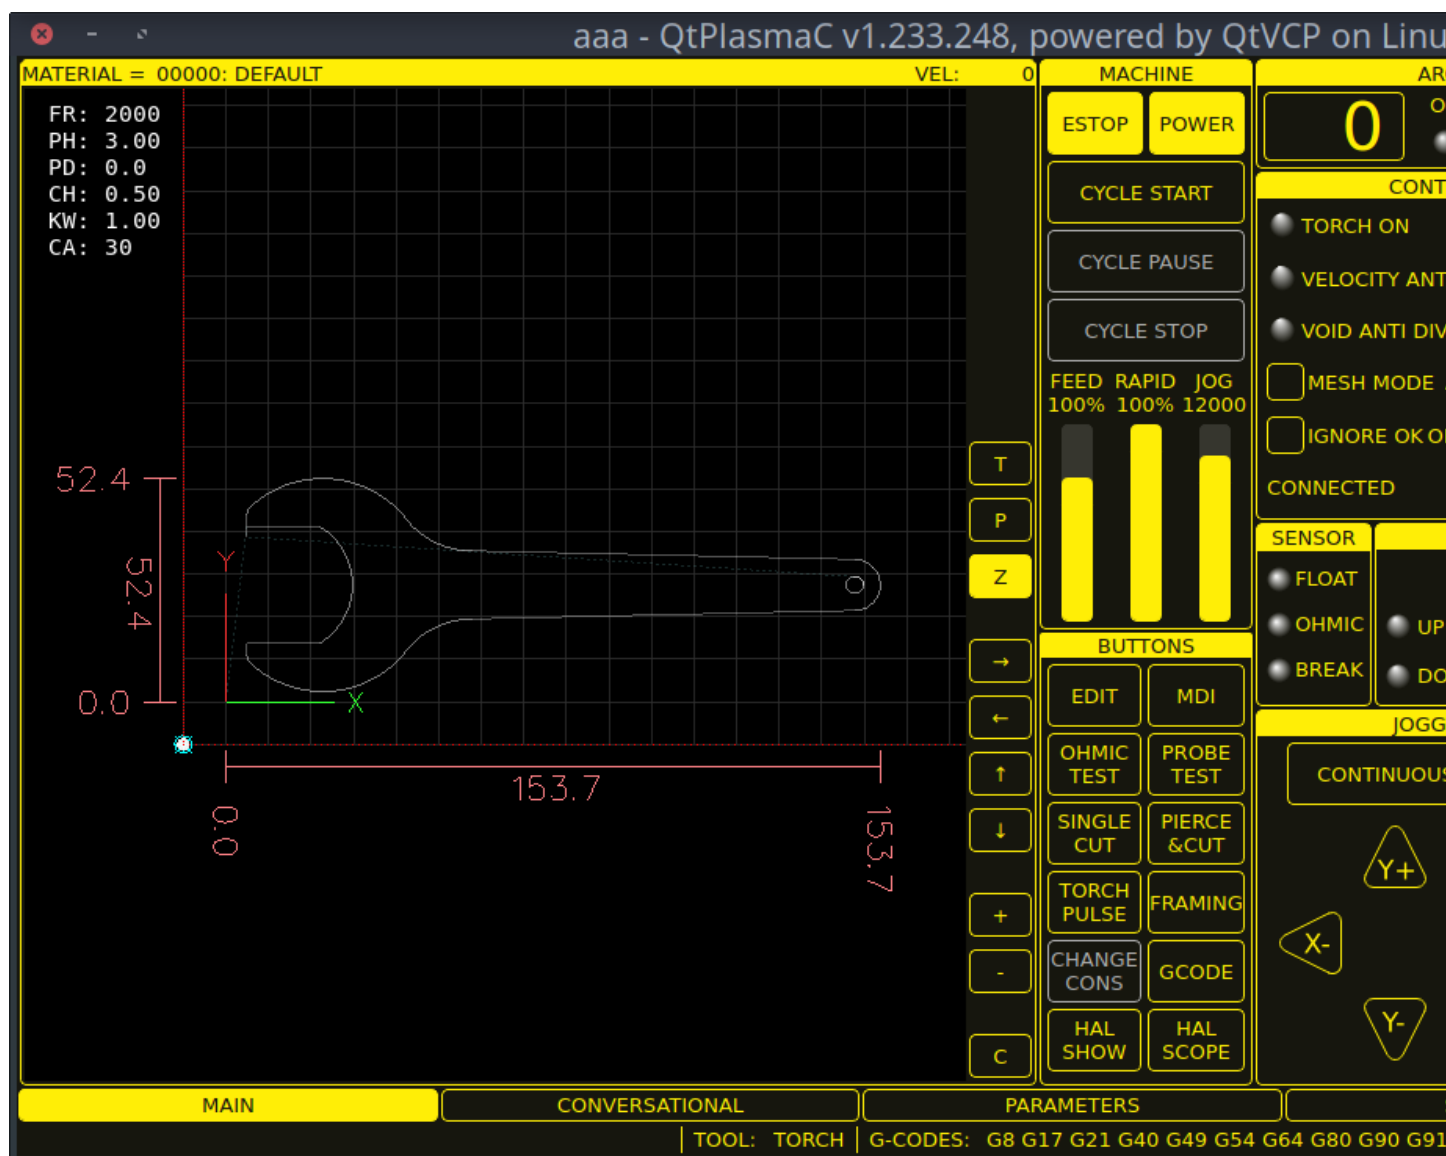 aaa - QtPlasmaC v1.233.248, powered by QtVCP on Linu
MATERIAL = 00000: DEFAULT
VEL: 0
FR: 2000
PH: 3.00
PD: 0.0
CH: 0.50
KW: 1.00
CA: 30
52.4
52.4
0.0
Y
X
153.7
0.0
153.7
T
P
Z
→
←
↑
↓
+
-
C
MACHINE
ESTOP POWER
CYCLE START
CYCLE PAUSE
CYCLE STOP
FEED RAPID JOG
100% 100% 12000
BUTTONS
EDIT
MDI
OHMIC
TEST
PROBE
TEST
SINGLE
CUT
PIERCE
&CUT
TORCH
PULSE
FRAMING
CHANGE
CONS
GCODE
HAL
SHOW
HAL
SCOPE
AR
0
O
CONT
TORCH ON
VELOCITY ANT
VOID ANTI DIV
MESH MODE
IGNORE OK O
CONNECTED
SENSOR
FLOAT
OHMIC
BREAK
UP
DO
JOGG
CONTINUOUS
Y+
X-
Y-
MAIN
CONVERSATIONAL
PARAMETERS
TOOL: TORCH
G-CODES: G8 G17 G21 G40 G49 G54 G64 G80 G90 G91